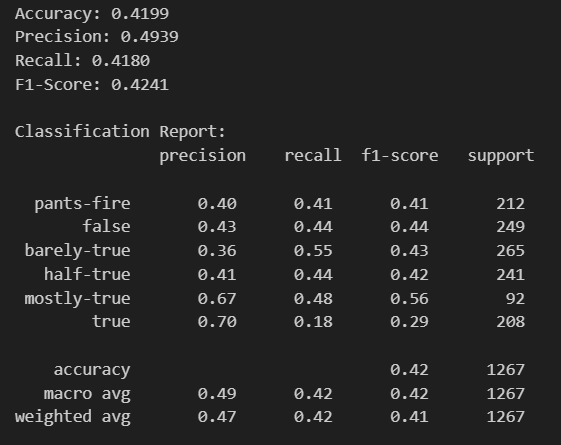 Accuracy: 0.4199
Precision: 0.4939
Recall: 0.4180
F1-Score: 0.4241
Classification Report:
precision recall f1-score support
pants-fire 0.40 0.41 0.41 212
false 0.43 0.44 0.44 249
barely-true 0.36 0.55 0.43 265
half-true 0.41 0.44 0.42 241
mostly-true 0.67 0.48 0.56 92
true 0.70 0.18 0.29 208
accuracy 0.42 1267
macro avg 0.49 0.42 0.42 1267
weighted avg 0.47 0.42 0.41 1267